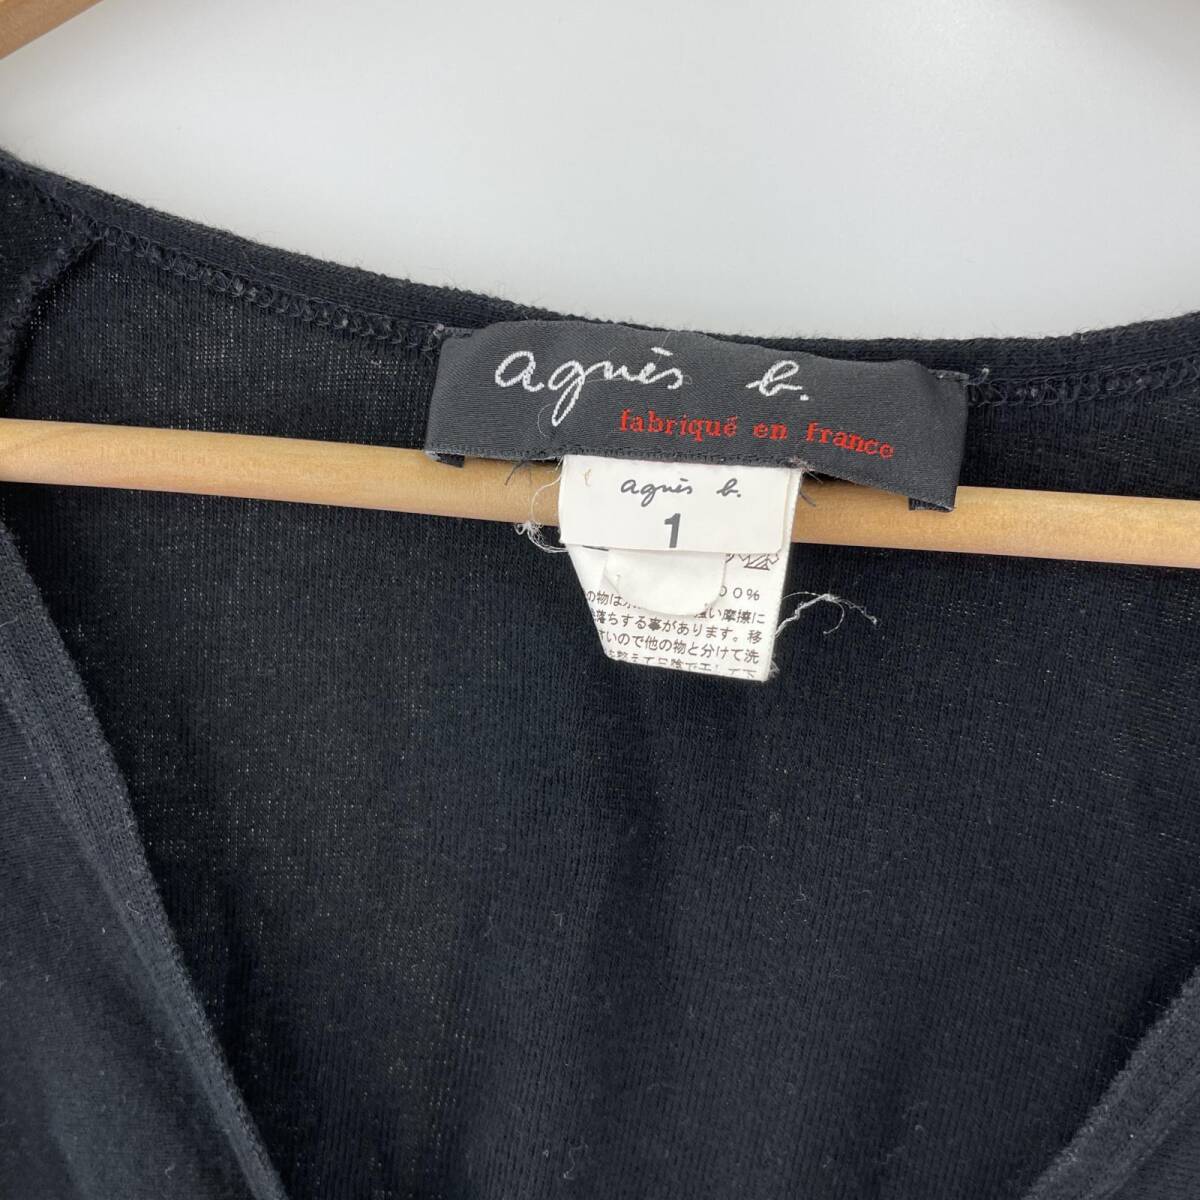 agnès b.
fabriqué en france
agnès b.
1
00%
の物は
い摩擦に
落ちする事があります。移
すいので他の物と分けて洗